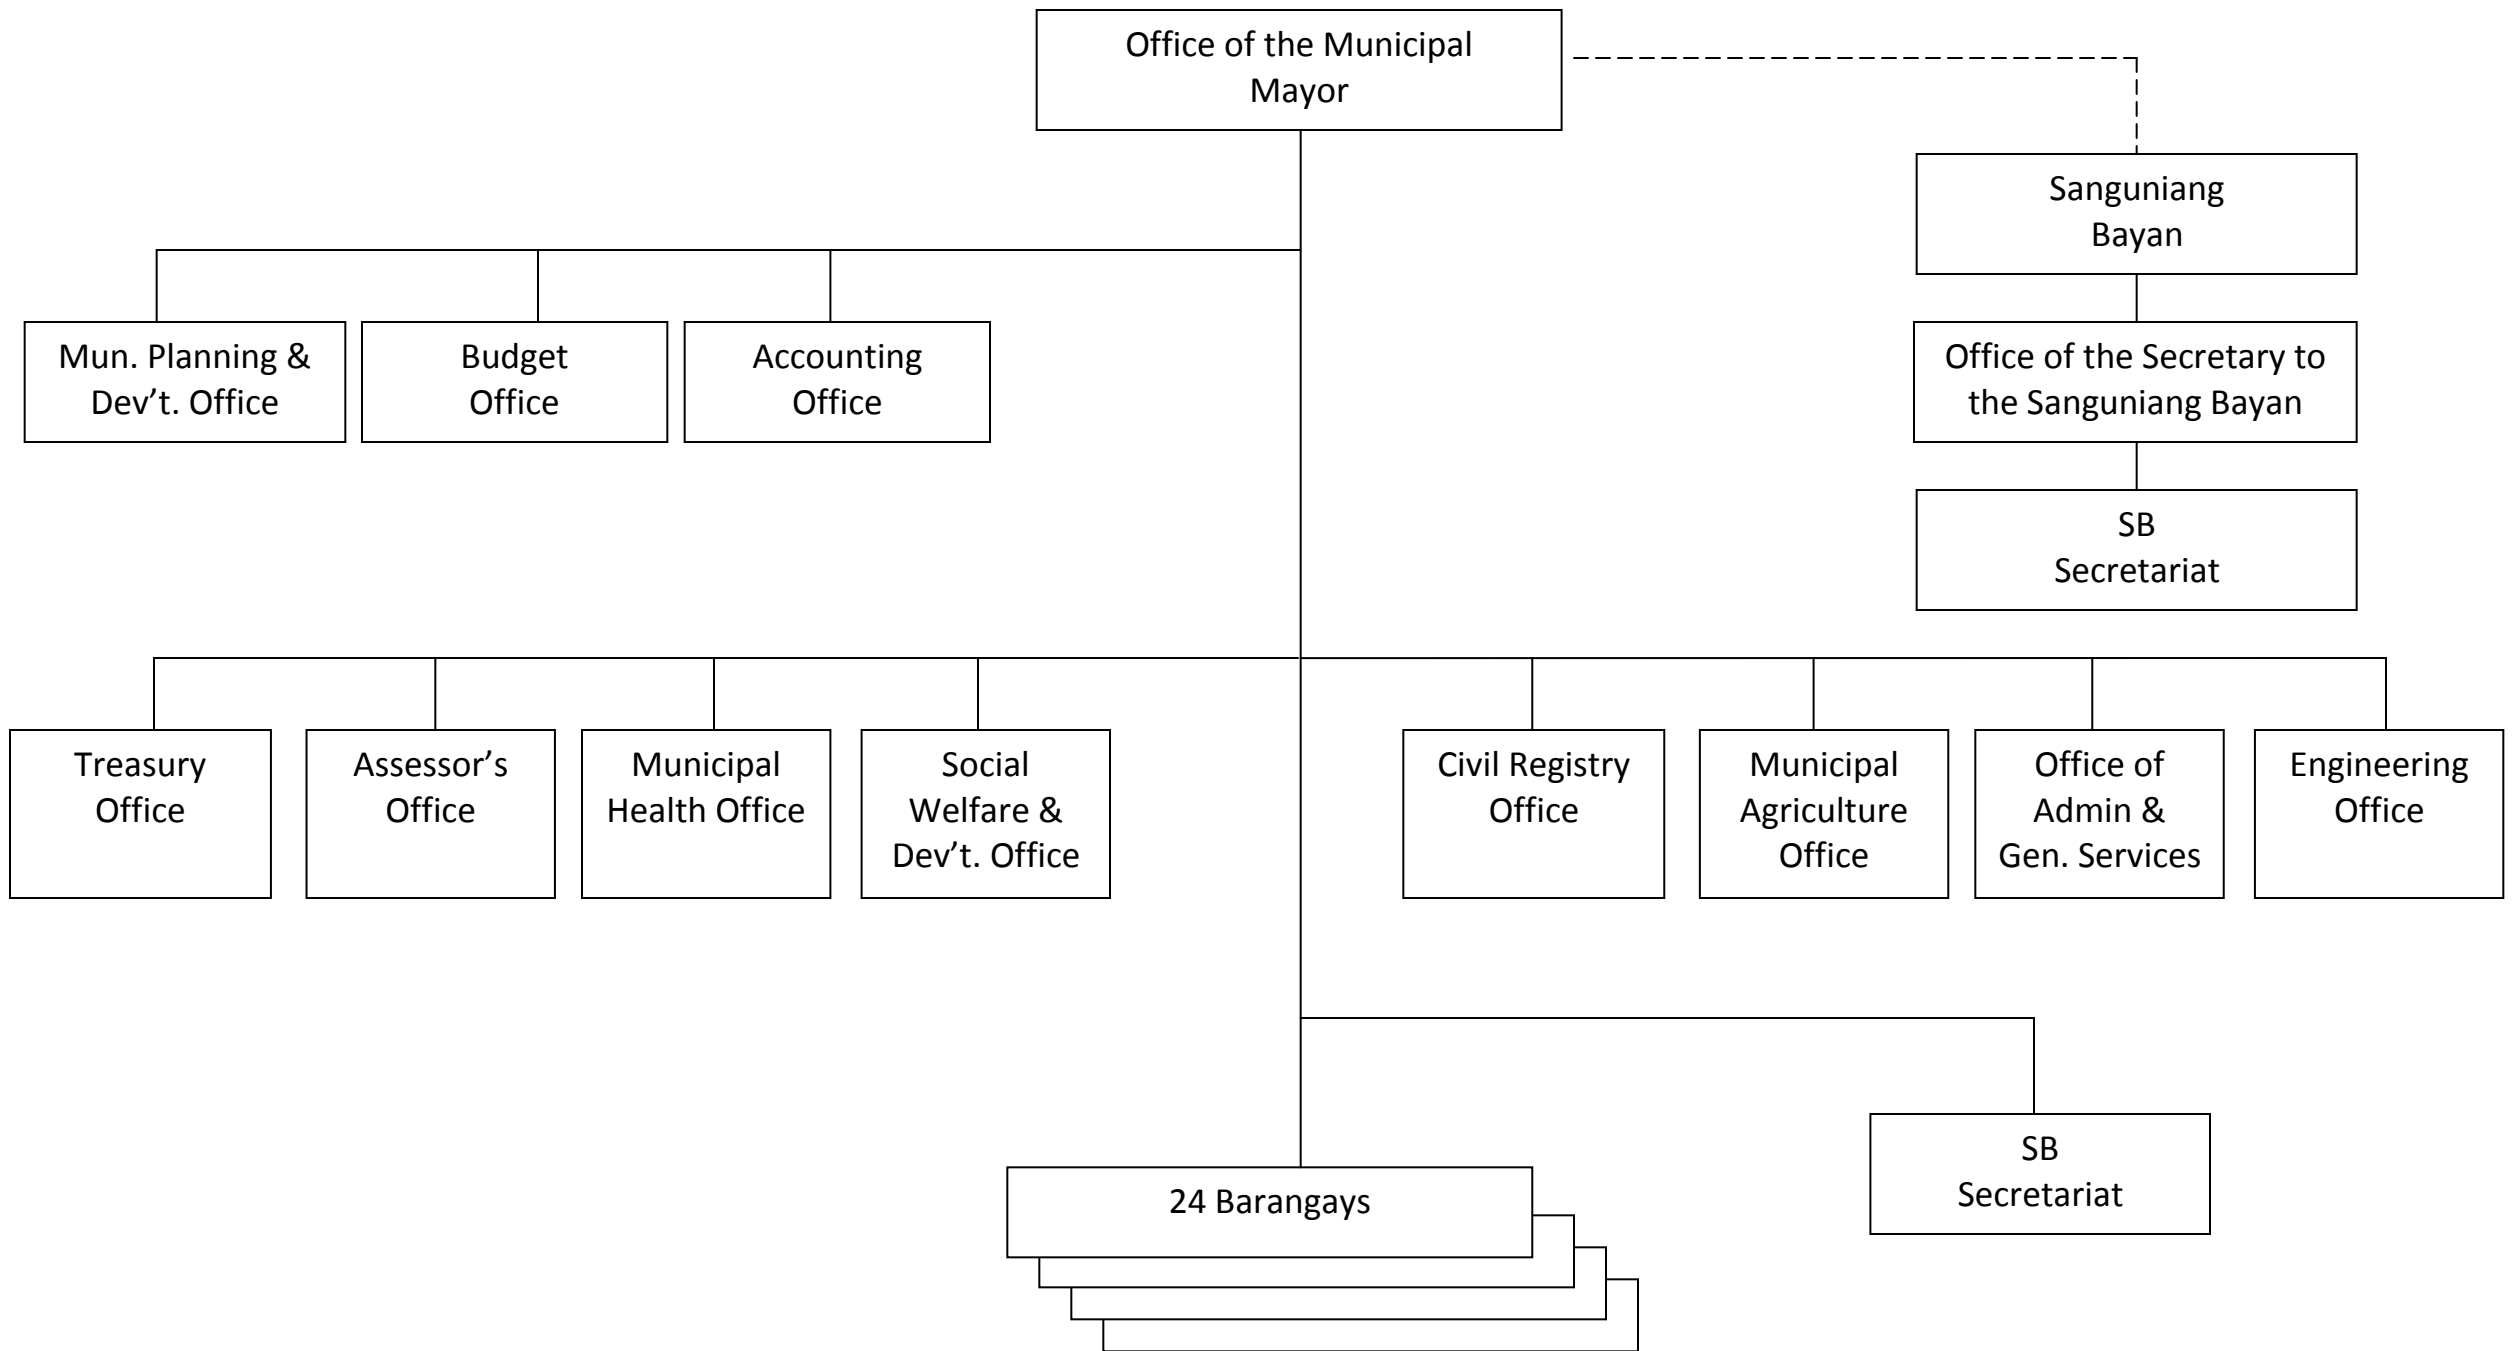 Office of the Municipal
Mayor
Sanguniang
Bayan
Mun. Planning &
Dev’t. Office
Budget
Office
Accounting
Office
Office of the Secretary to
the Sanguniang Bayan
SB
Secretariat
Treasury
Office
Assessor’s
Office
Municipal
Health Office
Social
Welfare &
Dev’t. Office
Civil Registry
Office
Municipal
Agriculture
Office
Office of
Admin &
Gen. Services
Engineering
Office
SB
Secretariat
24 Barangays